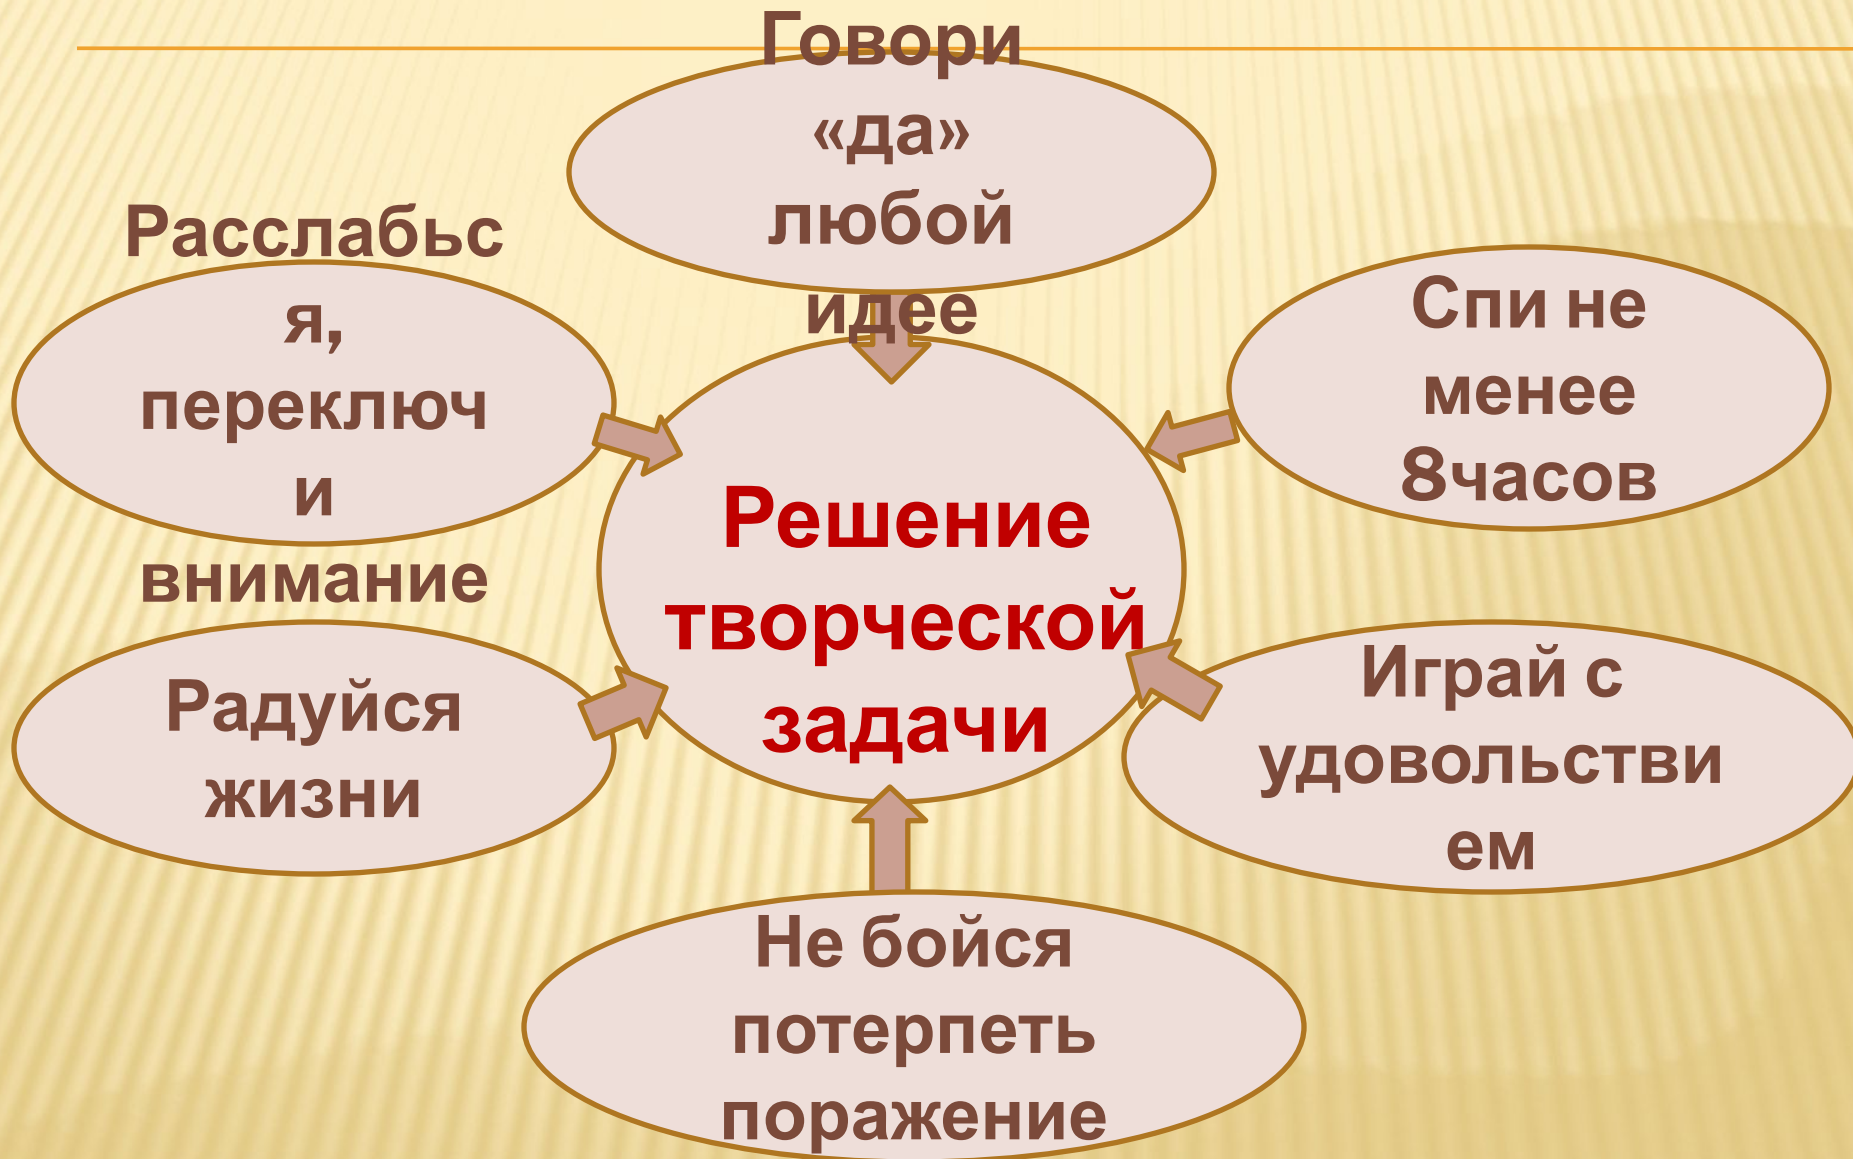 Говори
«да»
любой
идее
Расслабьс
я,
переключ
и
внимание
Спи не
менее
8часов
Решение
творческой
задачи
Радуйся
жизни
Играй с
удовольстви
ем
Не бойся
потерпеть
поражение